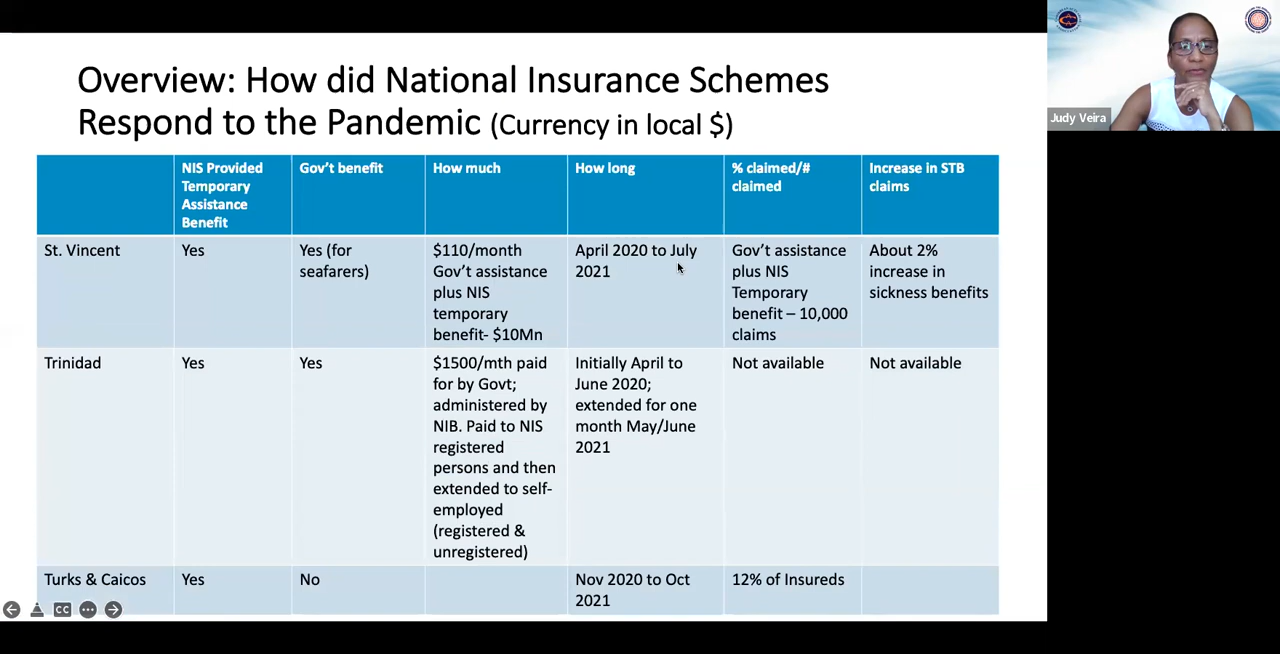 Overview: How did National Insurance Schemes
Respond to the Pandemic (Currency in local $)
NIS Provided
Temporary
Assistance
Benefit
Gov’t benefit
How much
How long
% claimed/#
claimed
Increase in STB
claims
St. Vincent
Yes
Yes (for
seafarers)
$110/month
Gov’t assistance
plus NIS
temporary
benefit- $10Mn
April 2020 to July
2021
Gov’t assistance
plus NIS
Temporary
benefit – 10,000
claims
About 2%
increase in
sickness benefits
Trinidad
Yes
Yes
$1500/mth paid
for by Govt;
administered by
NIB. Paid to NIS
registered
persons and then
extended to self-
employed
(registered &
unregistered)
Initially April to
June 2020;
extended for one
month May/June
2021
Not available
Not available
Turks & Caicos
Yes
No
Nov 2020 to Oct
2021
12% of Insureds
CC
Judy Veira